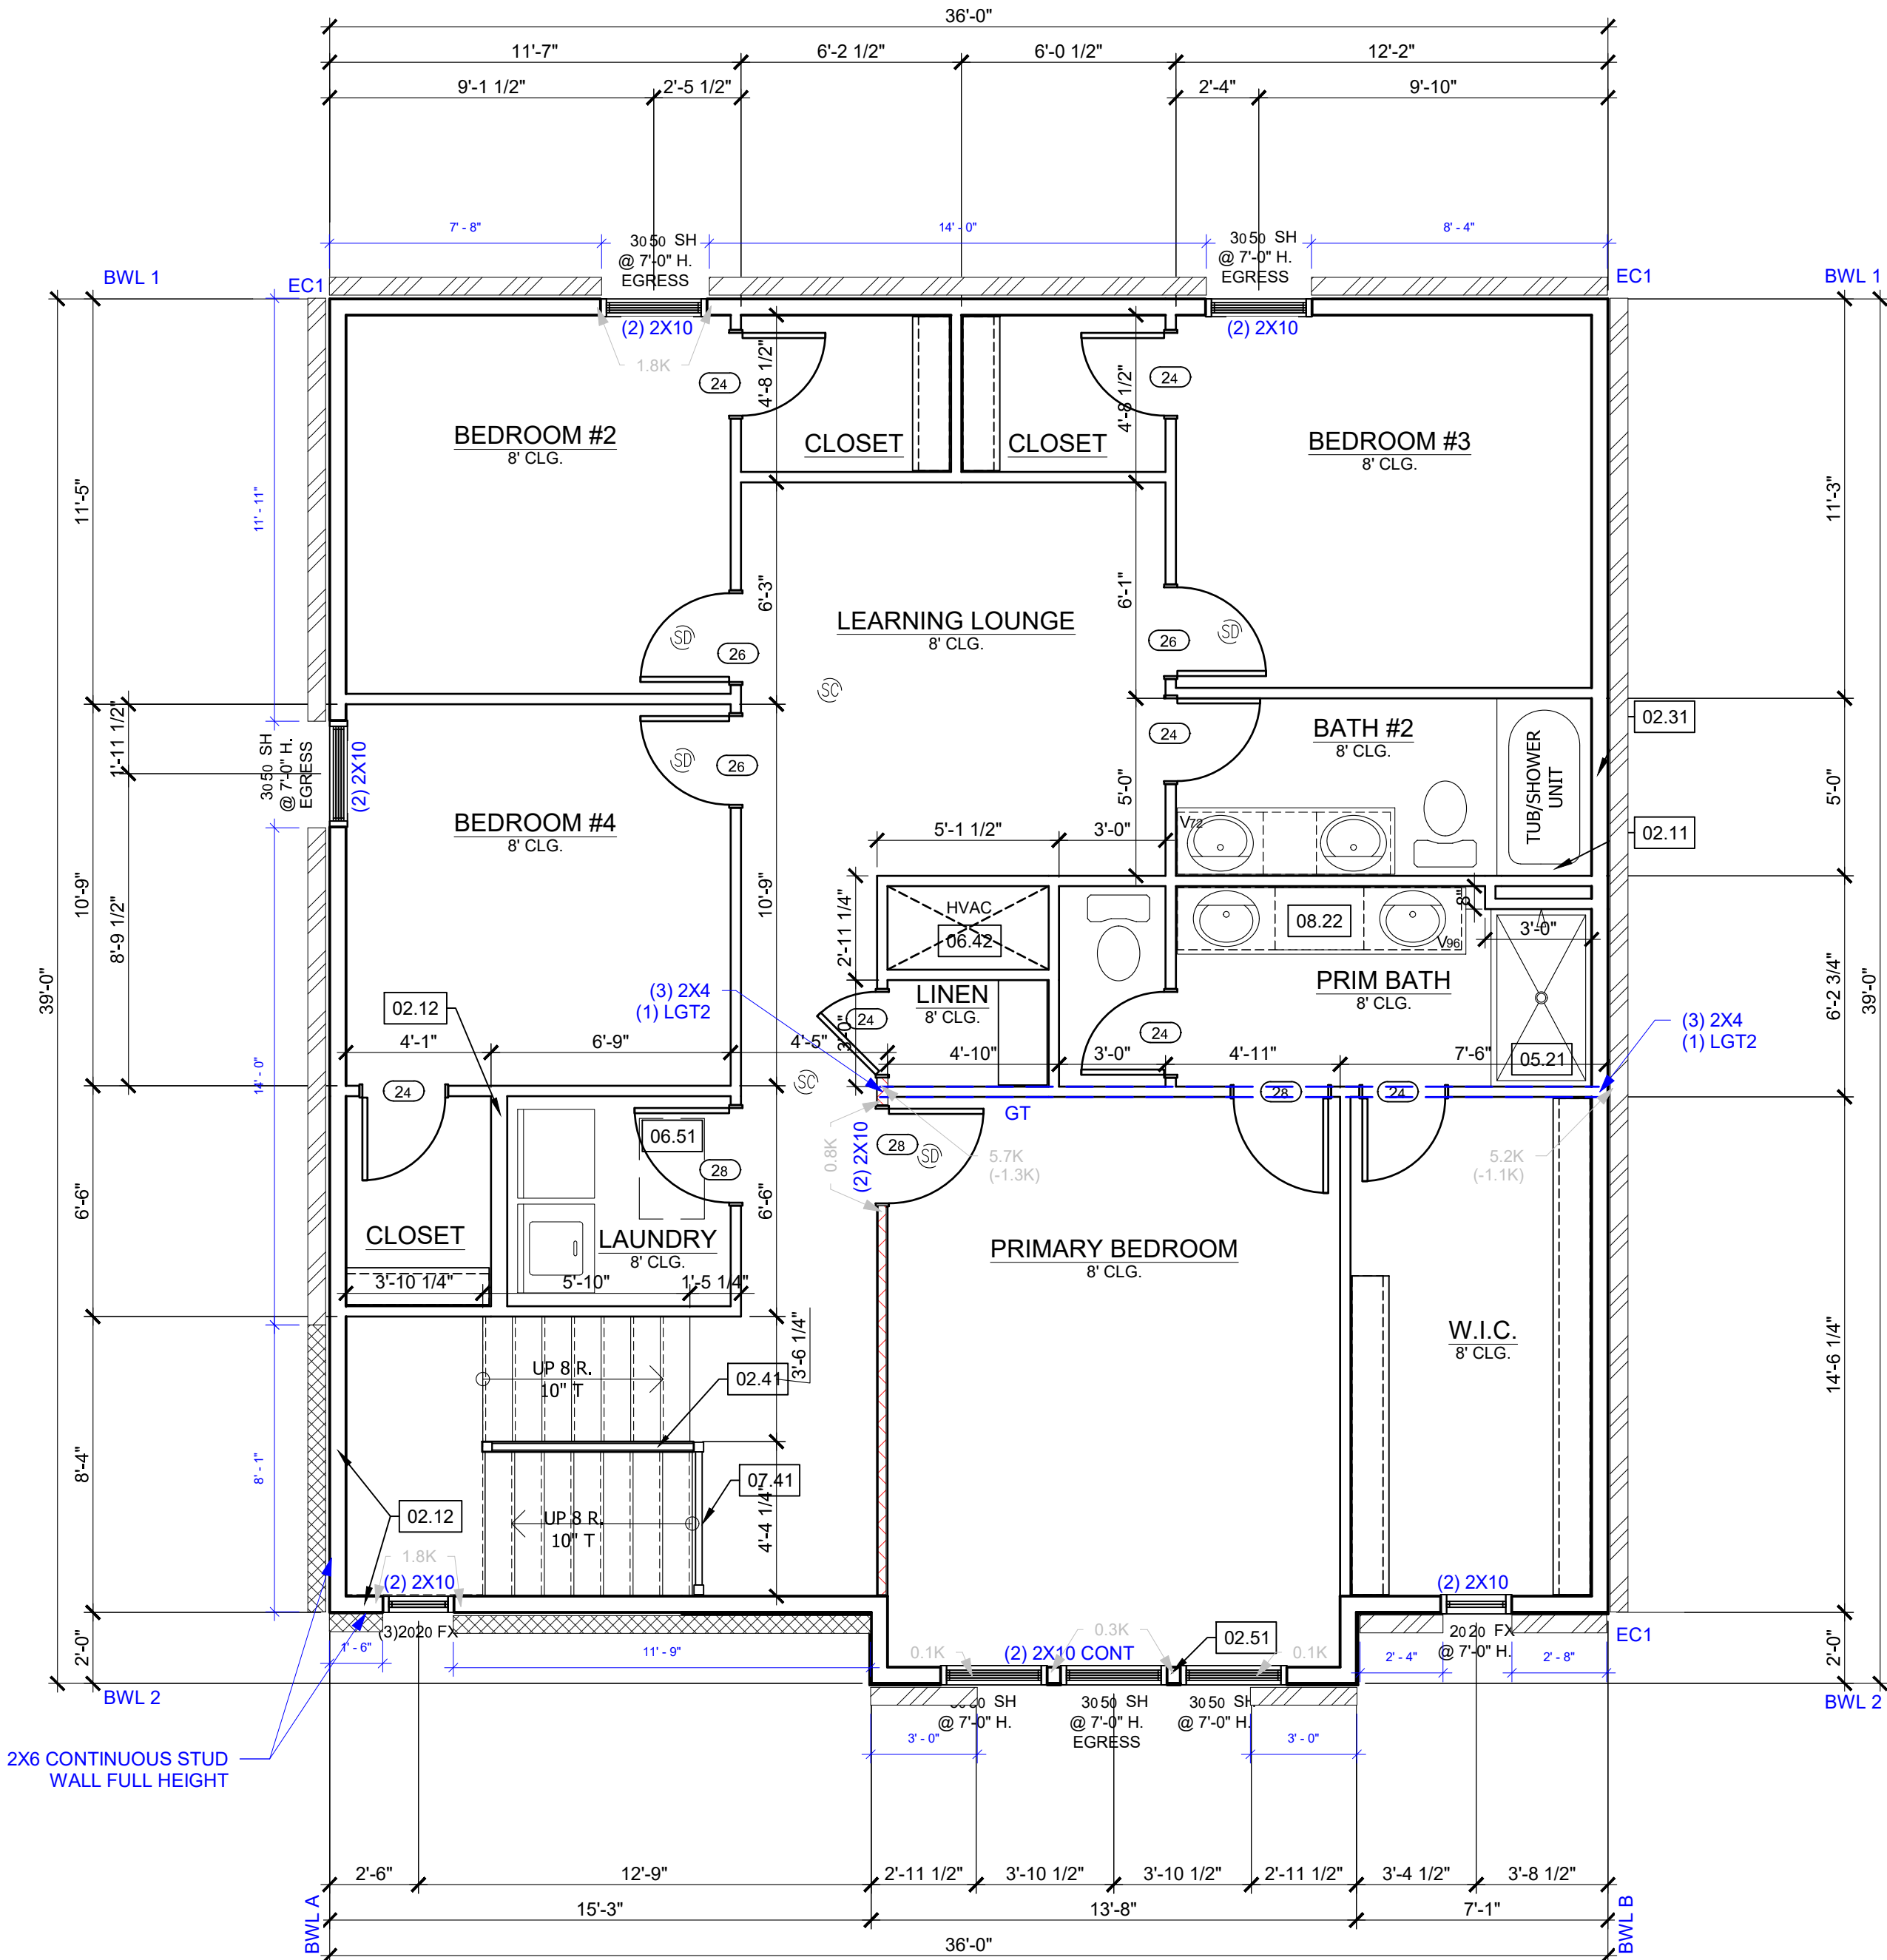 36'-0"
11'-7"
6'-2 1/2"
6'-0 1/2"
12'-2"
9'-1 1/2"
2'-5 1/2"
2'-4"
9'-10"
7' - 8"
14' - 0"
8' - 4"
3050 SH
@ 7'-0" H.
EGRESS
3050 SH
@ 7'-0" H.
EGRESS
BWL 1
EC1
EC1
BWL 1
(2) 2X10
(2) 2X10
1.8K
24
4'-8 1/2"
4'-8 1/2"
24
BEDROOM #2
8' CLG.
CLOSET
CLOSET
BEDROOM #3
8' CLG.
11'-5"
11' - 11"
11'-3"
6'-3"
6'-1"
LEARNING LOUNGE
8' CLG.
SD
26
26
SD
SC
1'-11 1/2"
3050 SH
@ 7'-0" H.
EGRESS
(2) 2X10
SD
26
24
BATH #2
8' CLG.
TUB/SHOWER
UNIT
02.31
5'-0"
5'-0"
BEDROOM #4
8' CLG.
V72
02.11
5'-1 1/2"
3'-0"
10'-9"
8'-9 1/2"
10'-9"
39'-0"
2'-11 1/4"
HVAC
06.42
08.22
V96
8"
3'-0"
6'-2 3/4"
39'-0"
(3) 2X4
(1) LGT2
LINEN
8' CLG.
PRIM BATH
8' CLG.
02.12
24
3'-0"
24
(3) 2X4
(1) LGT2
4'-1"
6'-9"
4'-5"
4'-10"
3'-0"
4'-11"
7'-6"
05.21
14' - 0"
24
SC
28
24
GT
06.51
0.8K
(2) 2X10
28
SD
5.7K
(-1.3K)
5.2K
(-1.1K)
28
6'-6"
6'-6"
CLOSET
LAUNDRY
8' CLG.
PRIMARY BEDROOM
8' CLG.
3'-10 1/4"
5'-10"
1'-5 1/4"
W.I.C.
8' CLG.
14'-6 1/4"
UP 8 R.
10" T
02.41
3'-6 1/4"
8'-4"
8' - 1"
07.41
02.12
UP 8 R.
10" T
4'-4 1/4"
1.8K
(2) 2X10
(2) 2X10
(3)2020 FX
1' - 6"
11' - 9"
0.1K
(2) 2X10 CONT
0.3K
02.51
0.1K
2020 FX
@ 7'-0" H.
EC1
2' - 4"
2' - 8"
2'-0"
2'-0"
BWL 2
BWL 2
SH
@ 7'-0" H.
3050 SH
@ 7'-0" H.
EGRESS
3050 SH
@ 7'-0" H.
3' - 0"
3' - 0"
2X6 CONTINUOUS STUD
WALL FULL HEIGHT
2'-6"
12'-9"
2'-11 1/2"
3'-10 1/2"
3'-10 1/2"
2'-11 1/2"
3'-4 1/2"
3'-8 1/2"
BWL A
15'-3"
13'-8"
7'-1"
BWL B
36'-0"